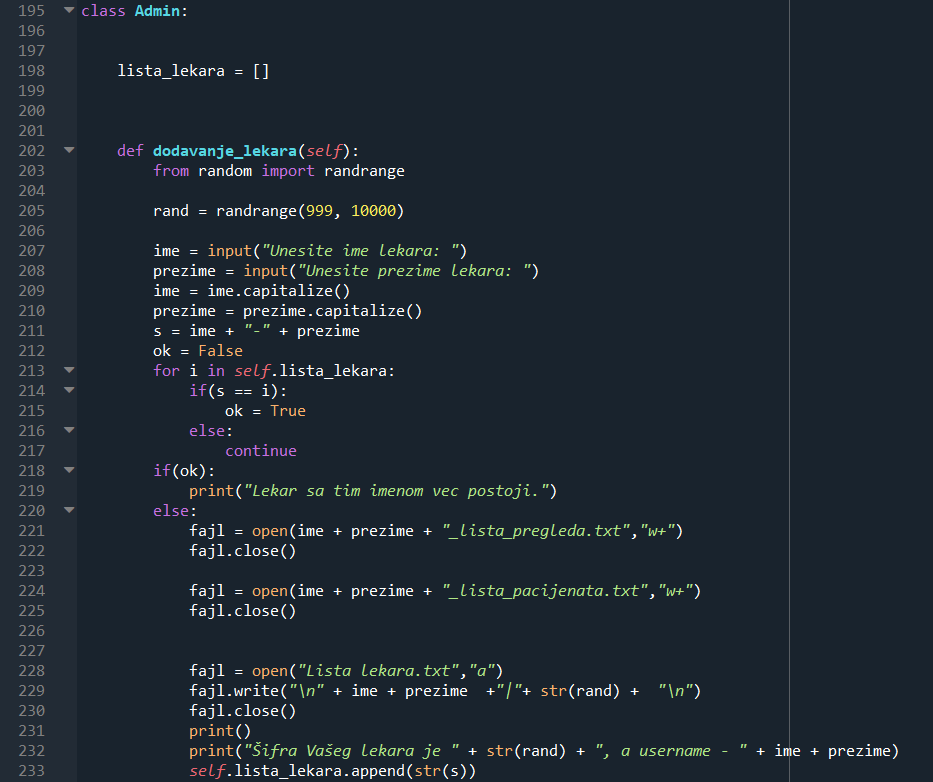 195 class Admin:
196
197
198 lista_lekara = []
199
200
201
202 def dodavanje_lekara(self):
203 from random import randrange
204
205 rand = randrange(999, 10000)
206
207 ime = input("Unesite ime lekara: ")
208 prezime = input("Unesite prezime lekara: ")
209 ime = ime.capitalize()
210 prezime = prezime.capitalize()
211 s = ime + "-" + prezime
212 ok = False
213 for i in self.lista_lekara:
214 if(s == i):
215 ok = True
216 else:
217 continue
218 if(ok):
219 print("Lekar sa tim imenom vec postoji.")
220 else:
221 fajl = open(ime + prezime + "_lista_pregleda.txt","w+")
222 fajl.close()
223
224 fajl = open(ime + prezime + "_lista_pacijenata.txt","w+")
225 fajl.close()
226
227
228 fajl = open("Lista lekara.txt","a")
229 fajl.write("\n" + ime + prezime  +"|"+ str(rand) +  "\n")
230 fajl.close()
231 print()
232 print("Šifra Vašeg lekara je " + str(rand) + ", a username - " + ime + prezime)
233 self.lista_lekara.append(str(s))